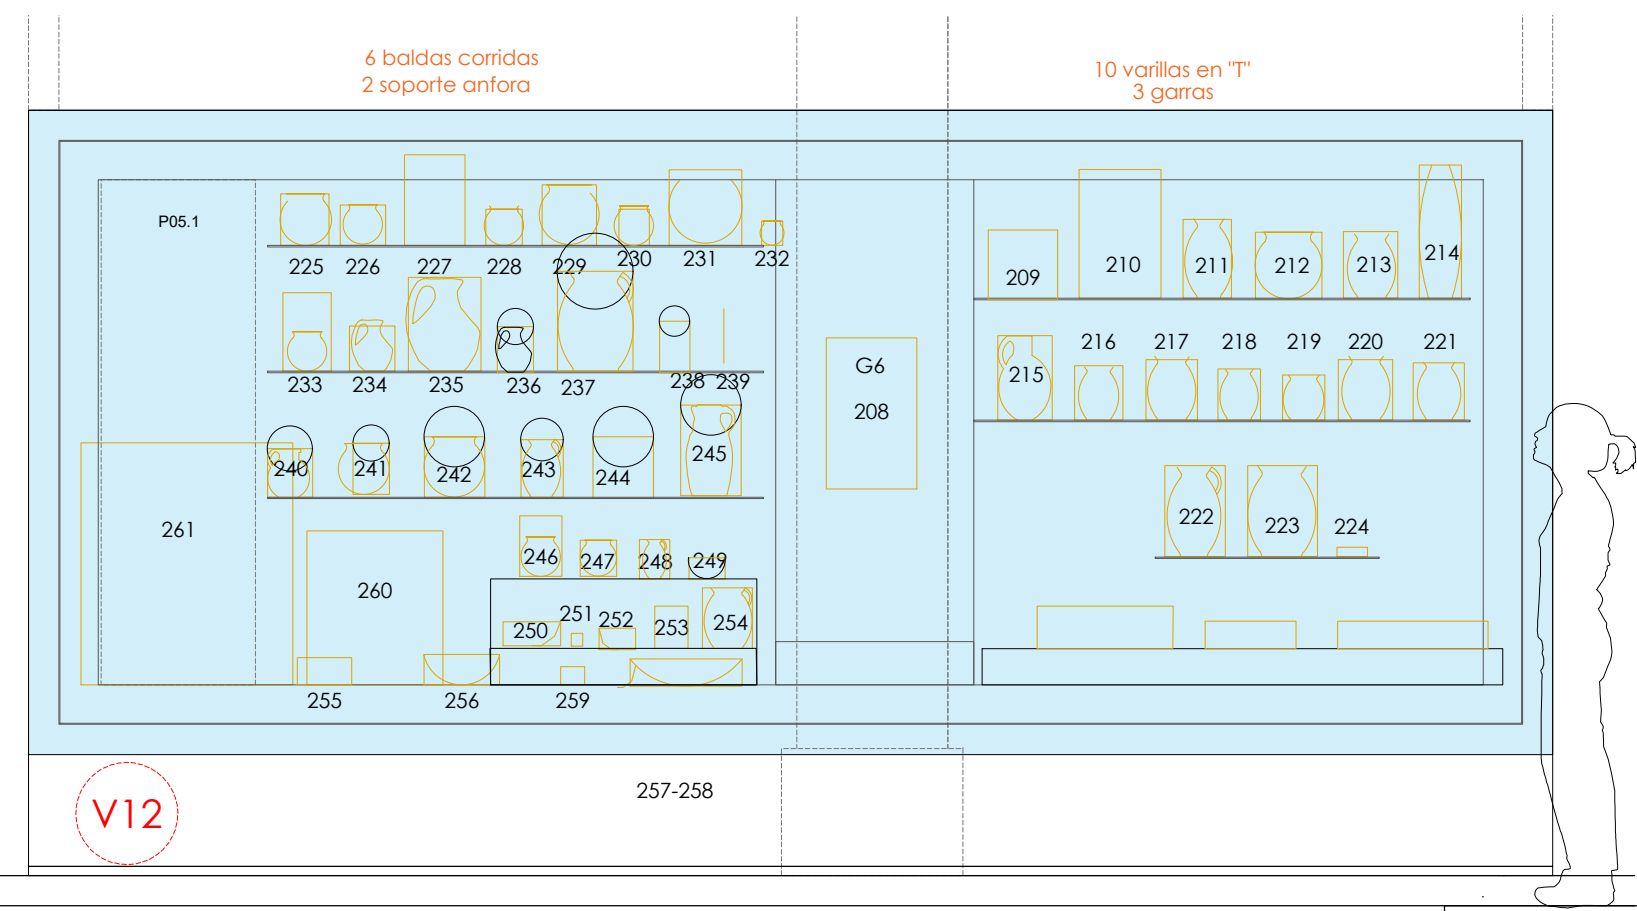 6 baldas corridas
2 soporte anfora
10 varillas en "T"
3 garras
P05.1
225 226 227 228 229 230 231 232
209 210 211 212 213 214
233 234 235 236 237 238 239
G6
208
215 216 217 218 219 220 221
240 241 242 243 244 245
261
222 223 224
246 247 248 249
260
250 251 252 253 254
255 256 259
257-258
V12